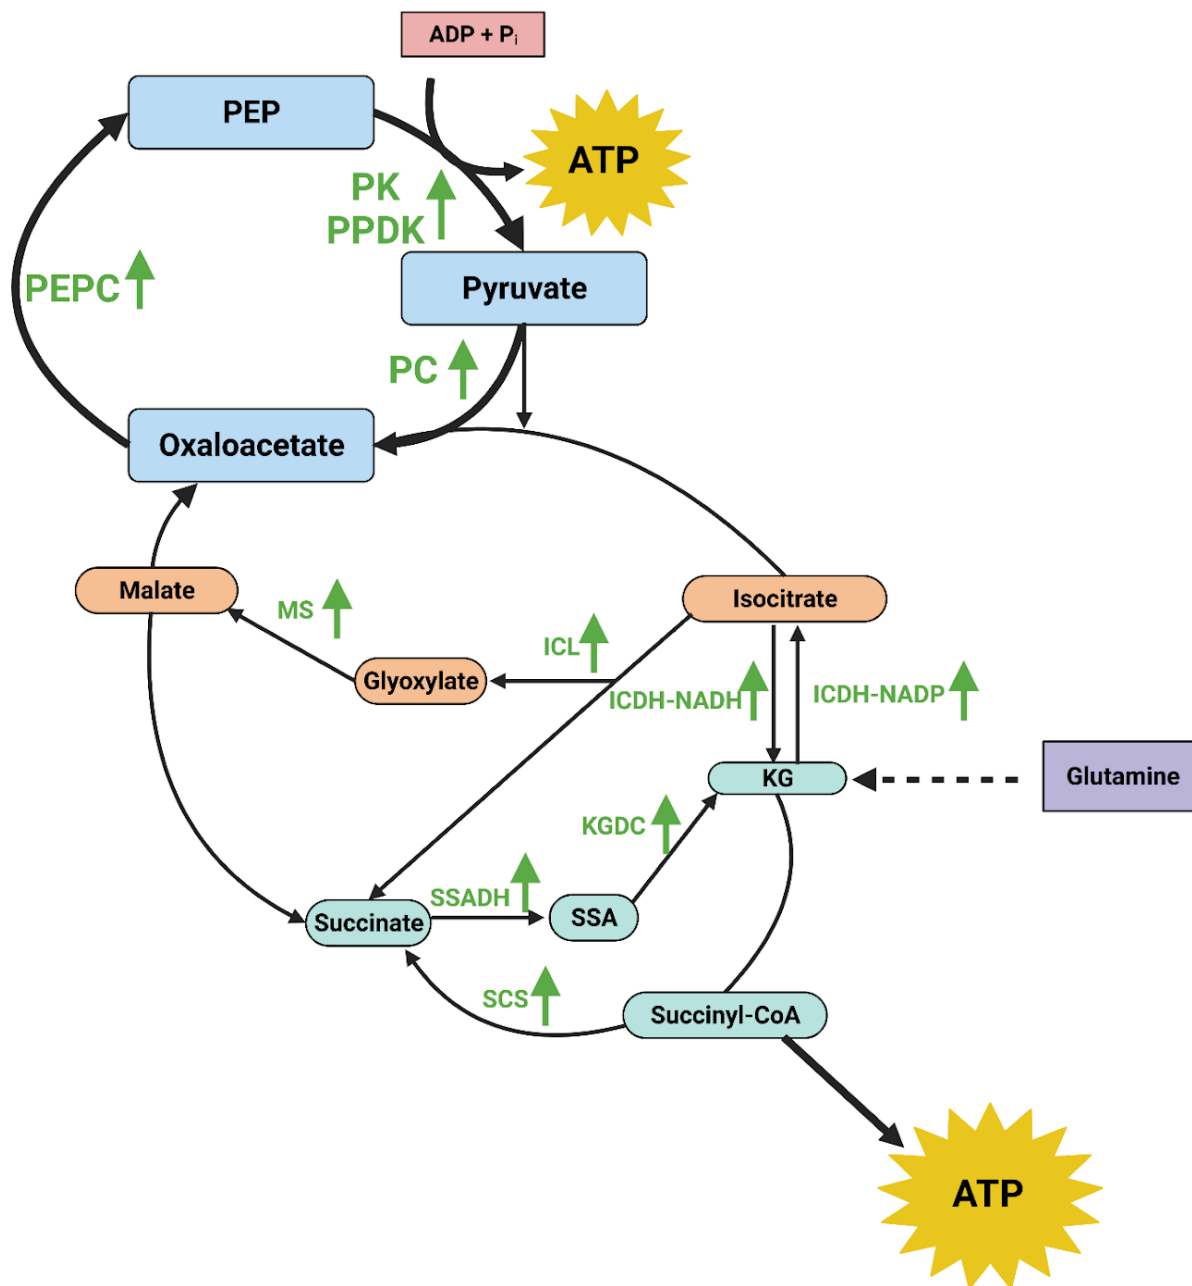 ADP + Pi
PEP
ATP
PK
PPDK
PEPC
Pyruvate
PC
Oxaloacetate
Malate
MS
Isocitrate
ICL
Glyoxylate
ICDH-NADH
ICDH-NADP
KG
Glutamine
KGDC
SSADH
Succinate
SSA
SCS
Succinyl-CoA
ATP